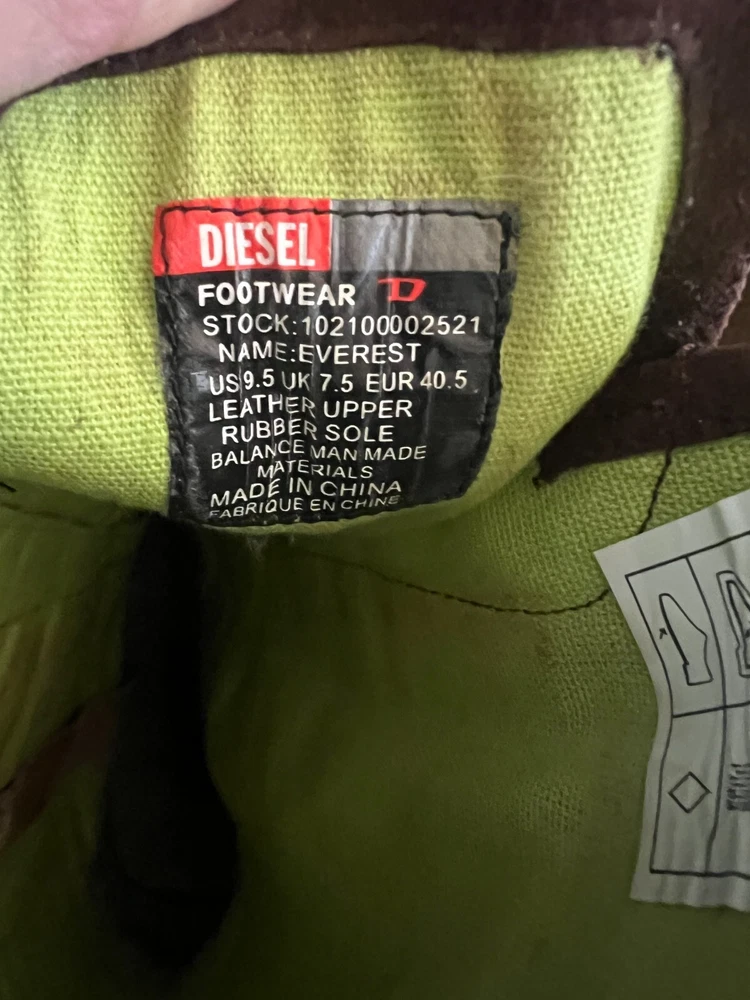 DIESEL
FOOTWEAR D
STOCK:102100002521
NAME:EVEREST
US 9.5 UK 7.5 EUR 40.5
LEATHER UPPER
RUBBER SOLE
BALANCE MAN MADE
MATERIALS
MADE IN CHINA
FABRIQUE EN CHINE